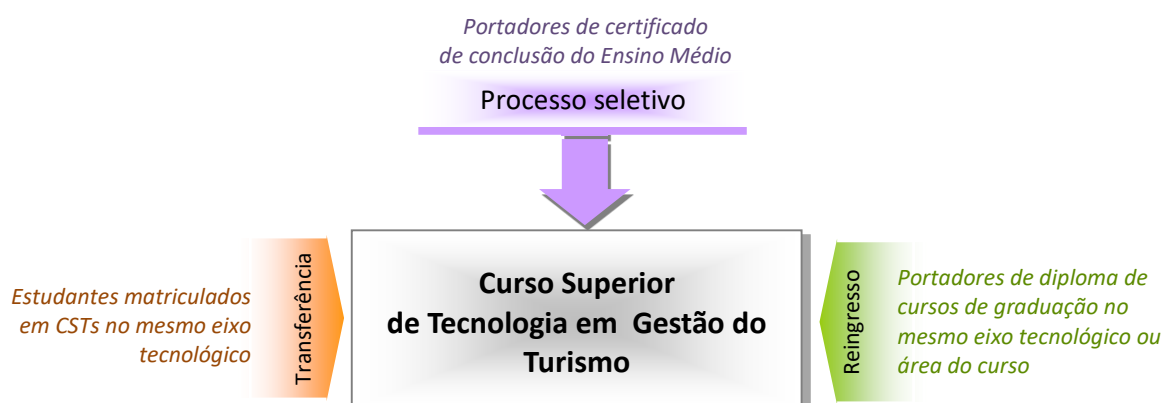 Portadores de certificado
de conclusão do Ensino Médio
Processo seletivo
Estudantes matriculados
em CSTs no mesmo eixo
tecnológico
Transferência
Curso Superior
de Tecnologia em Gestão do
Turismo
Reingresso
Portadores de diploma de
cursos de graduação no
mesmo eixo tecnológico ou
área do curso